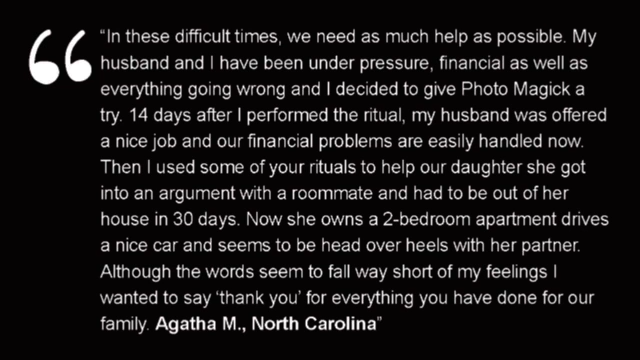 “In these difficult times, we need as much help as possible. My
husband and I have been under pressure, financial as well as
everything going wrong and I decided to give Photo Magick a
try. 14 days after I performed the ritual, my husband was offered
a nice job and our financial problems are easily handled now.
Then I used some of your rituals to help our daughter she got
into an argument with a roommate and had to be out of her
house in 30 days. Now she owns a 2-bedroom apartment drives
a nice car and seems to be head over heels with her partner.
Although the words seem to fall way short of my feelings I
wanted to say ‘thank you’ for everything you have done for our
family. Agatha M., North Carolina”